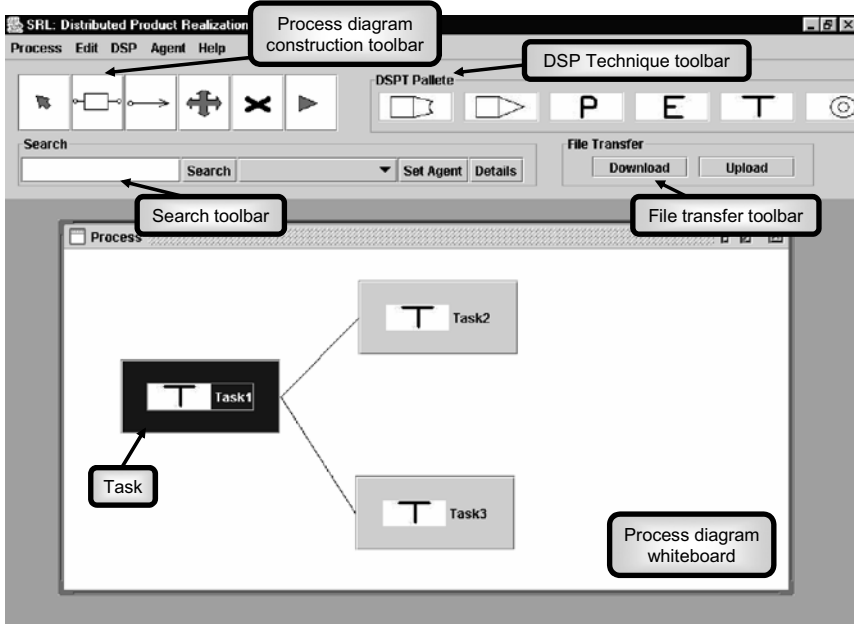 SRL: Distributed Product Realization
Process diagram
construction toolbar
Process Edit DSP Agent Help
DSP Technique toolbar
DSPT Pallete
P E T
Search
File Transfer
Search Set Agent Details
Download Upload
Search toolbar
File transfer toolbar
Process
T Task2
T Task1
Task
T Task3
Process diagram
whiteboard